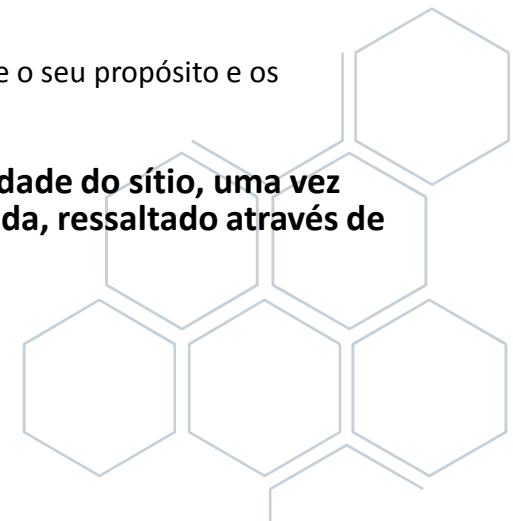 e o seu propósito e os
dade do sítio, uma vez
da, ressaltado através de